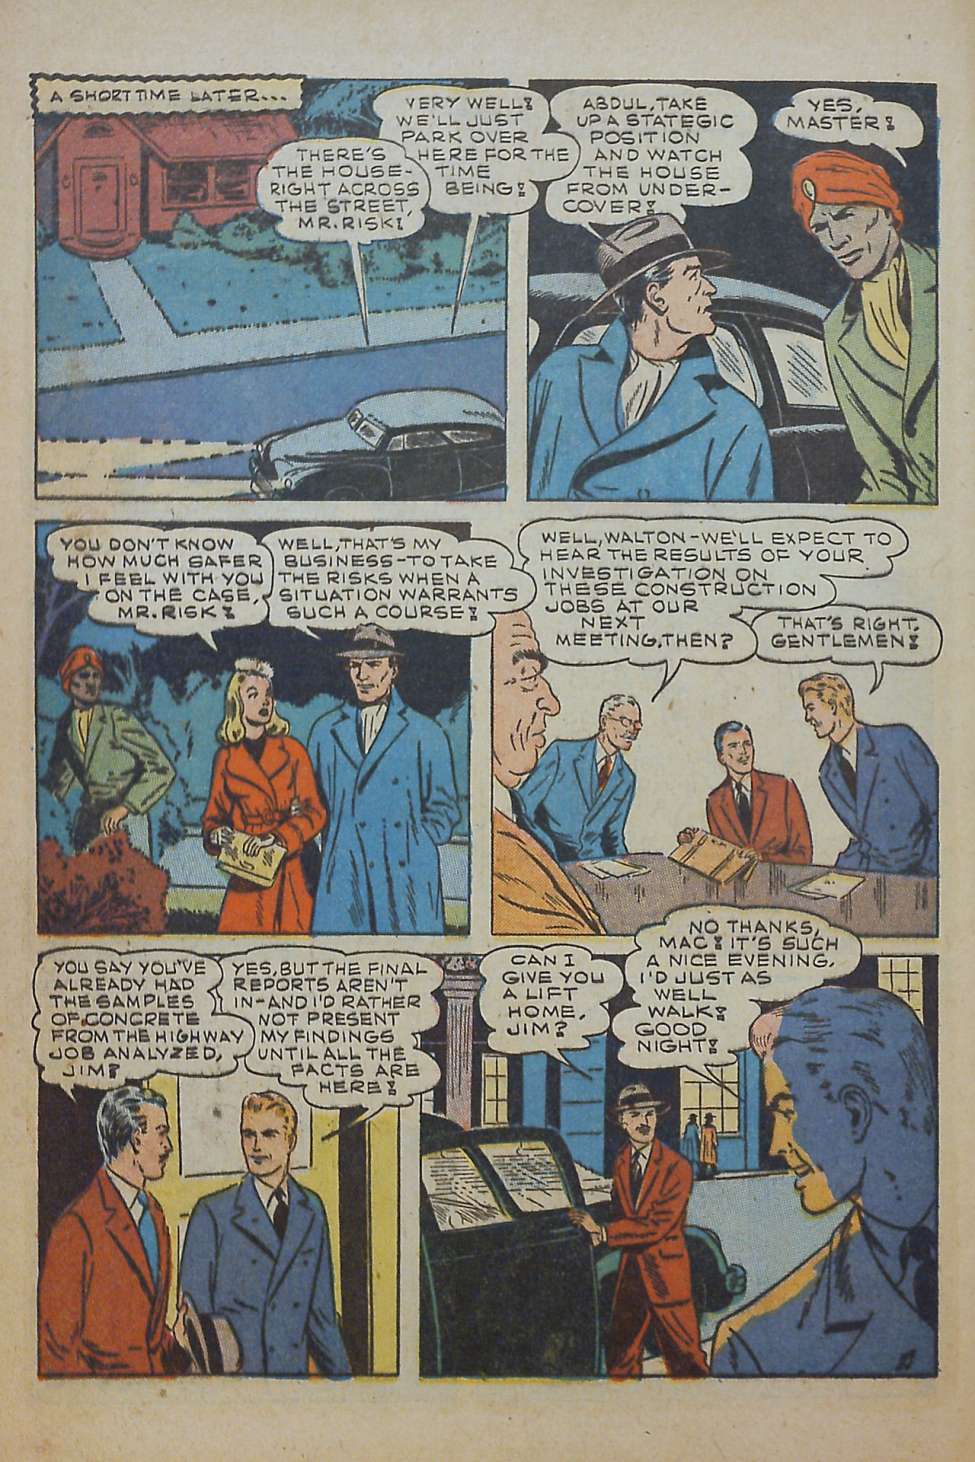 A SHORT TIME LATER...
THERE'S
THE HOUSE-
RIGHT ACROSS
THE STREET,
MR. RISK!
VERY WELL!
WE'LL JUST
PARK OVER
HERE FOR THE
TIME
BEING!
ABDUL, TAKE
UP A STATEGIC
POSITION
AND WATCH
THE HOUSE
FROM UNDER-
COVER!
YES,
MASTER!
YOU DON'T KNOW
HOW MUCH SAFER
I FEEL WITH YOU
ON THE CASE,
MR. RISK!
WELL, THAT'S MY
BUSINESS-TO TAKE
THE RISKS WHEN A
SITUATION WARRANTS
SUCH A COURSE!
WELL, WALTON-WE'LL EXPECT TO
HEAR THE RESULTS OF YOUR
INVESTIGATION ON
THESE CONSTRUCTION
JOBS AT OUR
NEXT
MEETING, THEN?
THAT'S RIGHT,
GENTLEMEN!
YOU SAY YOU'VE
ALREADY HAD
THE SAMPLES
OF CONCRETE
FROM THE HIGHWAY
JOB ANALYZED,
JIM?
YES, BUT THE FINAL
REPORTS AREN'T
IN-AND I'D RATHER
NOT PRESENT
MY FINDINGS
UNTIL ALL THE
FACTS ARE
HERE!
CAN I
GIVE YOU
A LIFT
HOME,
JIM?
NO THANKS,
MAC! IT'S SUCH
A NICE EVENING,
I'D JUST AS
WELL
WALK!
GOOD
NIGHT!